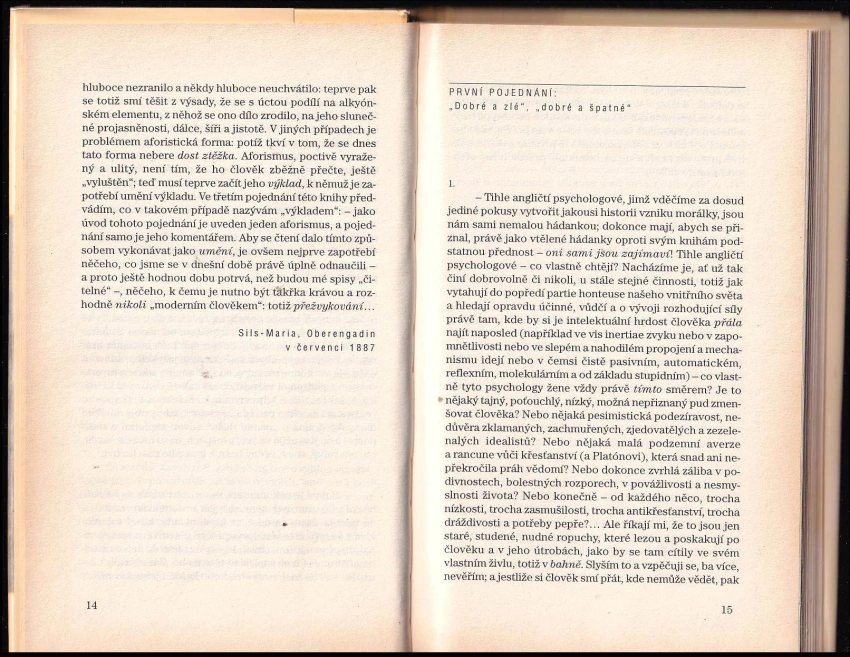 hluboce nezranilo a někdy hluboce neuchvátilo: teprve pak
se totiž smí těšit z výsady, že se s úctou podílí na alkyón-
ském elementu, z něhož se ono dílo zrodilo, na jeho sluneč-
né projasněnosti, dálce, šíři a jistotě. V jiných případech je
problémem aforistická forma: potíž tkví v tom, že se dnes
tato forma nebere dost ztěžka. Aforismus, poctivě vyraže-
ný a ulitý, není tím, že ho člověk zběžně přečte, ještě
„vyluštěn“; teď musí teprve začít jeho výklad, k němuž je za-
potřebí umění výkladu. Ve třetím pojednání této knihy před-
vádím, co v takovém případě nazývám „výkladem“: – jako
úvod tohoto pojednání je uveden jeden aforismus, a pojed-
nání samo je jeho komentářem. Aby se čtení dalo tímto způ-
sobem vykonávat jako umění, je ovšem nejprve zapotřebí
něčeho, co jsme se v dnešní době právě úplně odnaučili –
a proto ještě hodnou dobu potrvá, než budou mé spisy „či-
telné“ –, něčeho, k čemu je nutno být takřka krávou a roz-
hodně nikoli „moderním člověkem“: totiž přežvykování...
Sils-Maria, Oberengadin
v červenci 1887
14
PRVNÍ POJEDNÁNÍ:
„Dobré a zlé“, „dobré a špatné“
1.
– Tihle angličtí psychologové, jimž vděčíme za dosud
jediné pokusy vytvořit jakousi historii vzniku morálky, jsou
nám sami nemalou hádankou; dokonce mají, abych se při-
znal, právě jako vtělené hádanky oproti svým knihám pod-
statnou přednost – oni sami jsou zajímaví! Tihle angličtí
psychologové – co vlastně chtějí? Nacházíme je, ať už tak
činí dobrovolně či nikoli, u stále stejné činnosti, totiž jak
vytahují do popředí partie honteuse našeho vnitřního světa
a hledají opravdu účinné, vůdčí a o vývoji rozhodující síly
právě tam, kde by si je intelektuální hrdost člověka přála
najít naposled (například ve vis inertiae zvyku nebo v zapo-
mnětlivosti nebo ve slepém a nahodilém propojení a mecha-
nismu idejí nebo v čemsi čistě pasivním, automatickém,
reflexním, molekulárním a od základu stupidním) – co vlast-
ně tyto psychology žene vždy právě tímto směrem? Je to
nějaký tajný, poťouchlý, nízký, možná nepřiznaný pud zmen-
šovat člověka? Nebo nějaká pesimistická podezíravost, ne-
důvěra zklamaných, zachmuřených, zjedovatělých a zezele-
nalých idealistů? Nebo nějaká malá podzemní averze
a rancune vůči křesťanství (a Platónovi), která snad ani ne-
překročila práh vědomí? Nebo dokonce zvrhlá záliba v po-
divnostech, bolestných rozporech, v povážlivosti a nesmy-
slnosti života? Nebo konečně – od každého něco, trocha
nízkosti, trocha zasmušilosti, trocha antikřesťanství, trocha
dráždivosti a potřeby pepře?... Ale říkají mi, že to jsou jen
staré, studené, nudné ropuchy, které lezou a poskakují po
člověku a v jeho útrobách, jako by se tam cítily ve svém
vlastním živlu, totiž v bahně. Slyším to a vzpěčuji se, ba více,
nevěřím; a jestliže si člověk smí přát, kde nemůže vědět, pak
15